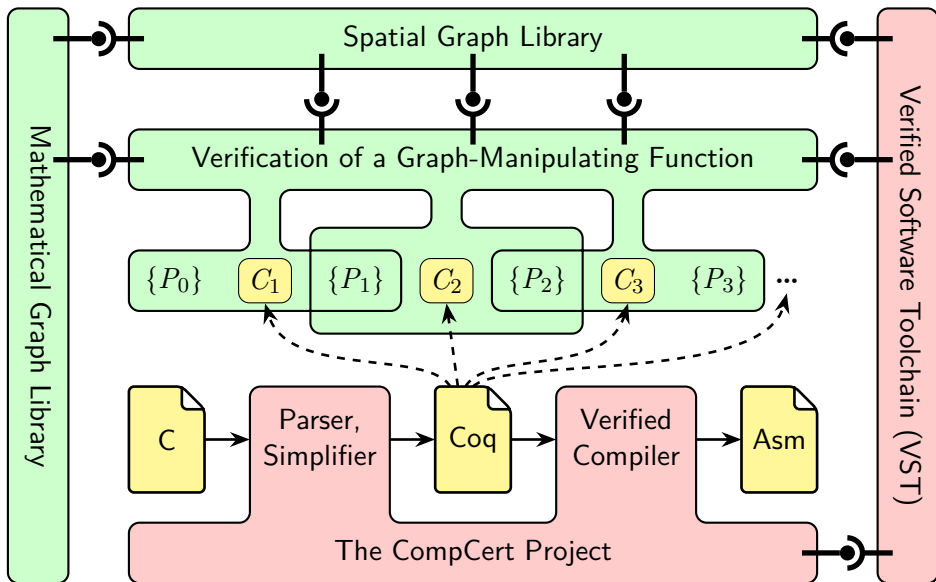 Mathematical Graph Library
Spatial Graph Library
Verification of a Graph-Manipulating Function
{P₀} C₁ {P₁} C₂ {P₂} C₃ {P₃} ...
C
Parser,
Simplifier
Coq
Verified
Compiler
Asm
The CompCert Project
Verified Software Toolchain (VST)